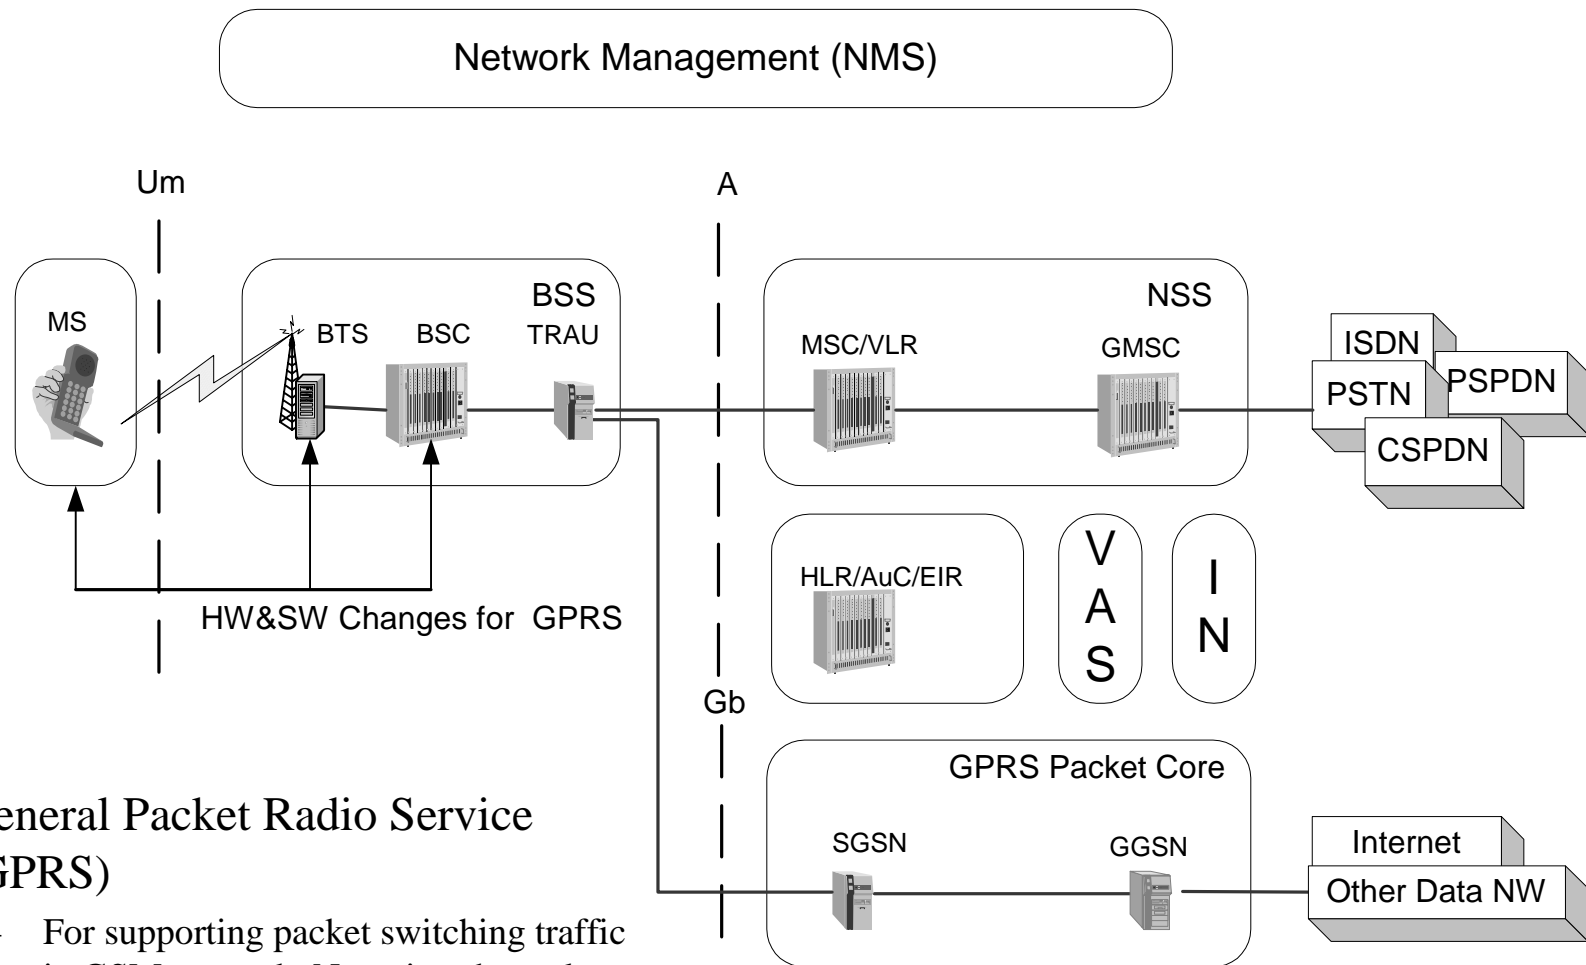 Network Management (NMS)
Um
A
MS
BSS
BTS
BSC
TRAU
NSS
MSC/VLR
GMSC
ISDN
PSTN
PSPDN
CSPDN
HW&SW Changes for GPRS
HLR/AuC/EIR
V
A
S
I
N
Gb
GPRS Packet Core
SGSN
GGSN
Internet
Other Data NW
eneral Packet Radio Service
GPRS)
For supporting packet switching traffic